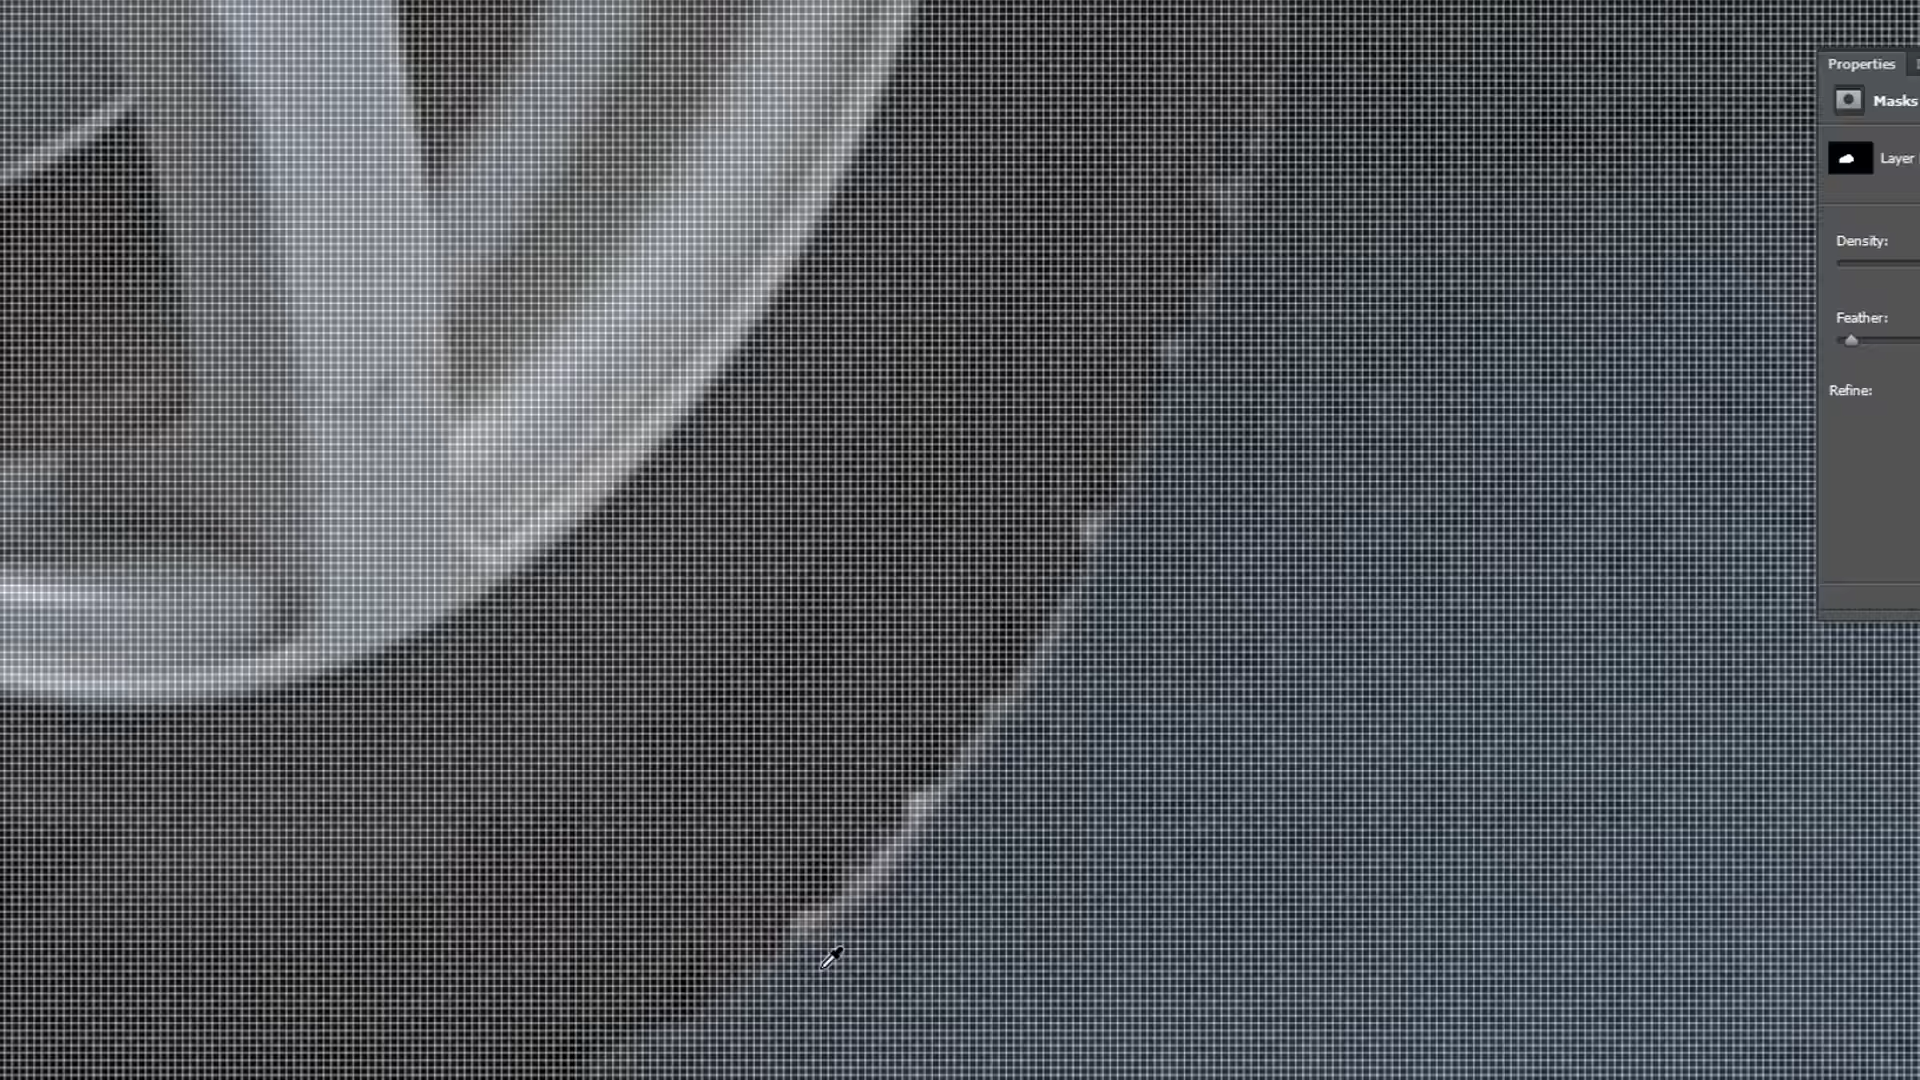 Properties
Masks
Layer
Density:
Feather:
Refine: